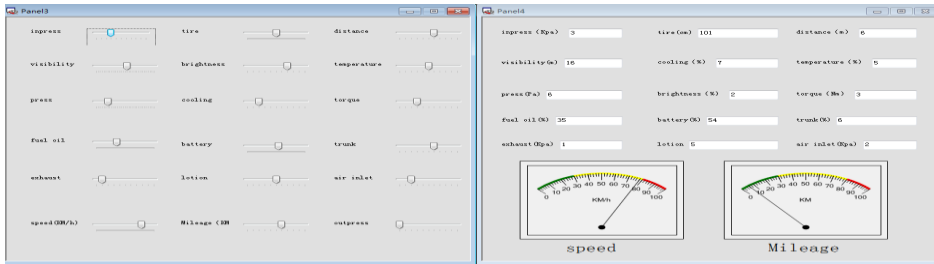 Panel3
inpress tire distance
visibility brightness temperature
press cooling torque
fuel oil battery trunk
exhaust lotion air inlet
speed(KM/h) Mileage (KM outpress
Panel4
inpress (Kpa) 3 tire(cm) 101 distance (m) 6
visibility(m) 16 cooling (%) 7 temperature (%) 5
press(Pa) 6 brightness (%) 2 torque (Nm) 3
fuel oil(%) 35 battery(%) 54 trunk(%) 6
exhaust(Kpa) 1 lotion 5 air inlet(Kpa) 2
0 10 20 30 40 50 60 70 80 90 100
KM/h
speed
0 10 20 30 40 50 60 70 80 90 100
KM
Mileage